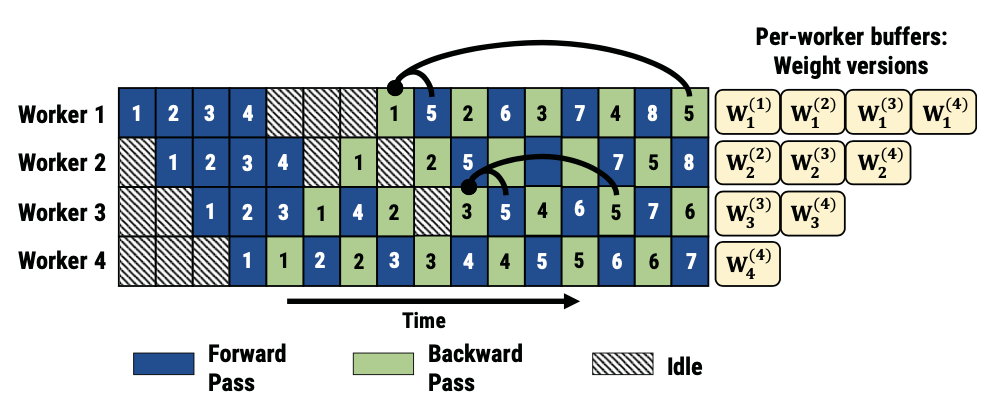 Per-worker buffers:
Weight versions
Worker 1 1 2 3 4 1 5 2 6 3 7 4 8 5 W₁⁽¹⁾ W₁⁽²⁾ W₁⁽³⁾ W₁⁽⁴⁾
Worker 2 1 2 3 4 1 2 5 7 5 8 W₂⁽²⁾ W₂⁽³⁾ W₂⁽⁴⁾
Worker 3 1 2 3 1 4 2 3 5 4 6 5 7 6 W₃⁽³⁾ W₃⁽⁴⁾
Worker 4 1 1 2 2 3 3 4 4 5 5 6 6 7 W₄⁽⁴⁾
Time
Forward
Pass
Backward
Pass
Idle